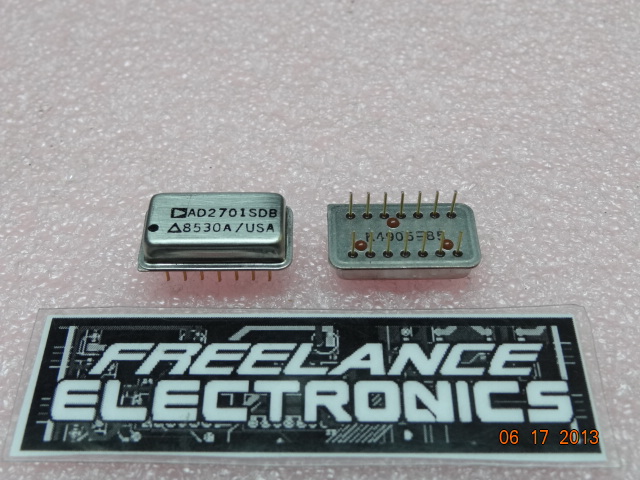 AD2701SDB
△8530A/USA
FREELANCE
ELECTRONICS
06 17 2013